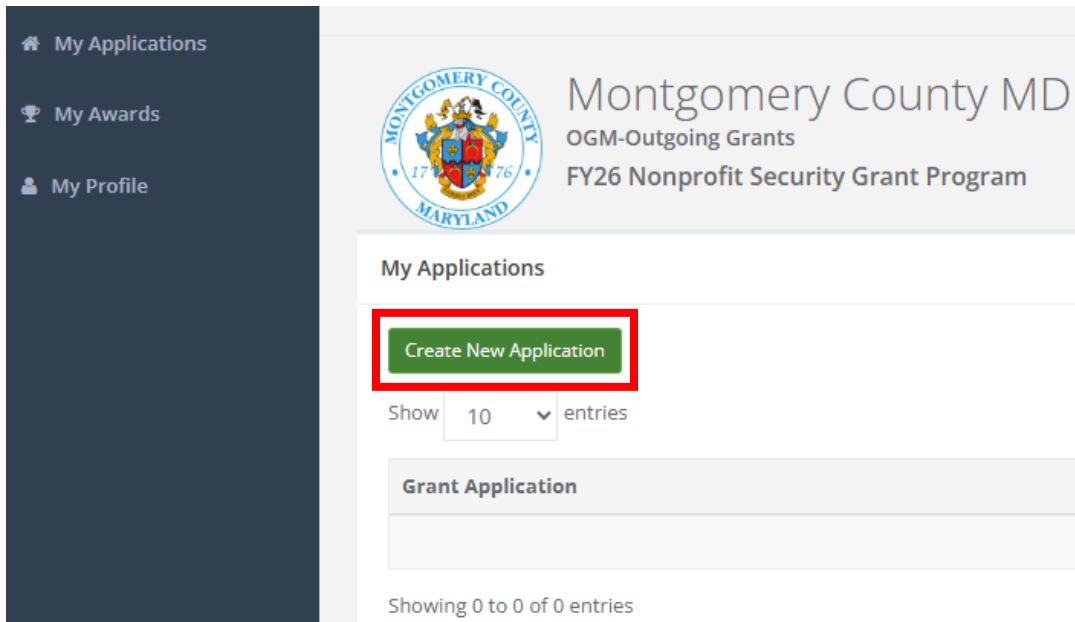 My Applications
My Awards
My Profile
MONTGOMERY COUNTY
17 76
MARYLAND
Montgomery County MD
OGM-Outgoing Grants
FY26 Nonprofit Security Grant Program
My Applications
Create New Application
Show 10 entries
Grant Application
Showing 0 to 0 of 0 entries